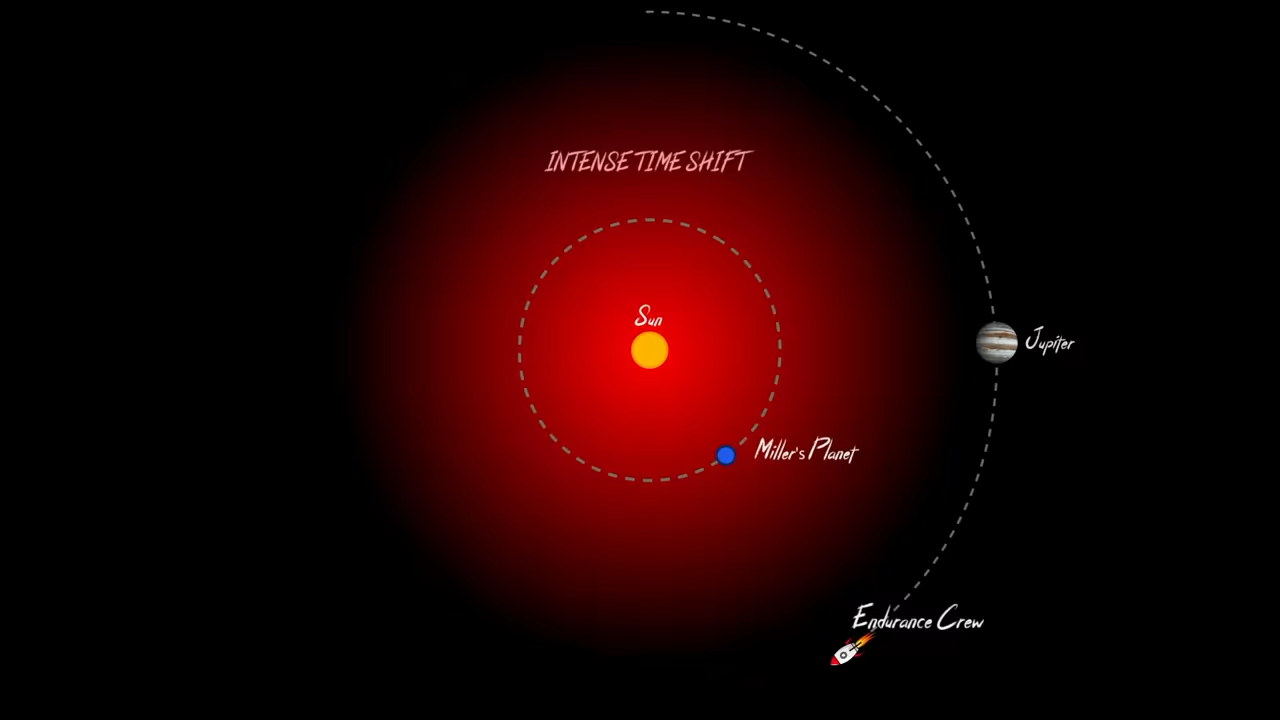 INTENSE TIME SHIFT
Sun
Jupiter
Miller's Planet
Endurance Crew